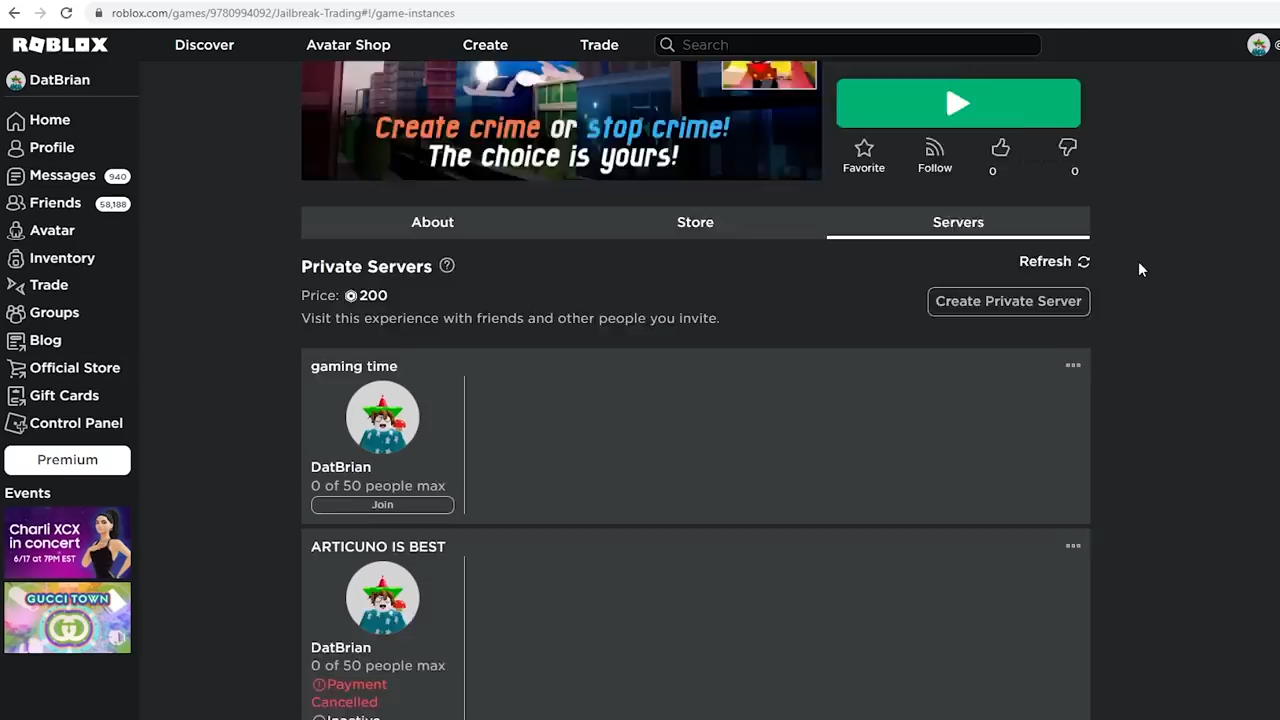 roblox.com/games/9780994092/Jailbreak-Trading#!/game-instances
ROBLOX
Discover
Avatar Shop
Create
Trade
Search
DatBrian
Home
Profile
Messages 940
Friends 58,188
Avatar
Inventory
Trade
Groups
Blog
Official Store
Gift Cards
Control Panel
Premium
Events
Charli XCX
in concert
6/17 at 7PM EST
GUCCI TOWN
Create crime or stop crime!
The choice is yours!
Favorite
Follow
0
0
About
Store
Servers
Private Servers
Refresh
Price: 200
Visit this experience with friends and other people you invite.
Create Private Server
gaming time
DatBrian
0 of 50 people max
Join
ARTICUNO IS BEST
DatBrian
0 of 50 people max
Payment
Cancelled
Inactive